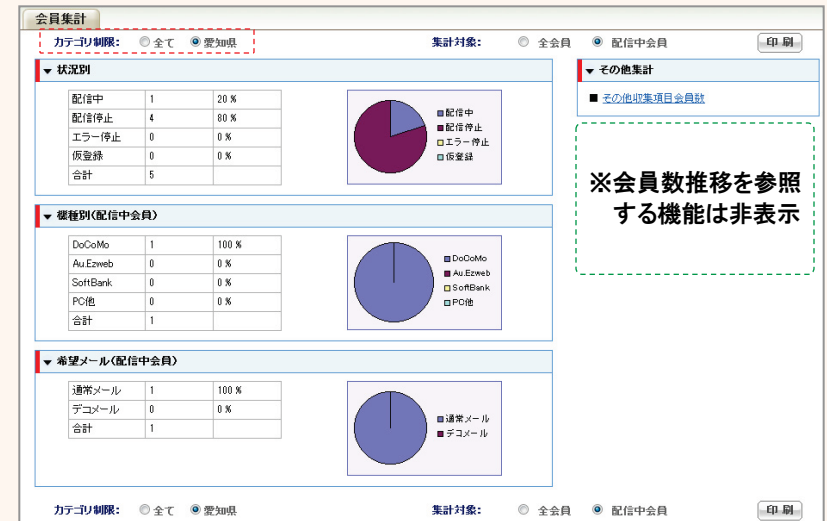 会員集計
カテゴリ制限： 全て 愛知県 集計対象： 全会員 配信中会員 印刷
▼ 状況別
配信中 1 20 %
配信停止 4 80 %
エラー停止 0 0 %
仮登録 0 0 %
合計 5
配信中
配信停止
エラー停止
仮登録
▼ その他集計
■ その他収集項目会員数
※会員数推移を参照
する機能は非表示
▼ 機種別(配信中会員)
DoCoMo 1 100 %
Au.Ezweb 0 0 %
SoftBank 0 0 %
PC他 0 0 %
合計 1
DoCoMo
Au.Ezweb
SoftBank
PC他
▼ 希望メール(配信中会員)
通常メール 1 100 %
デコメール 0 0 %
合計 1
通常メール
デコメール
カテゴリ制限： 全て 愛知県 集計対象： 全会員 配信中会員 印刷